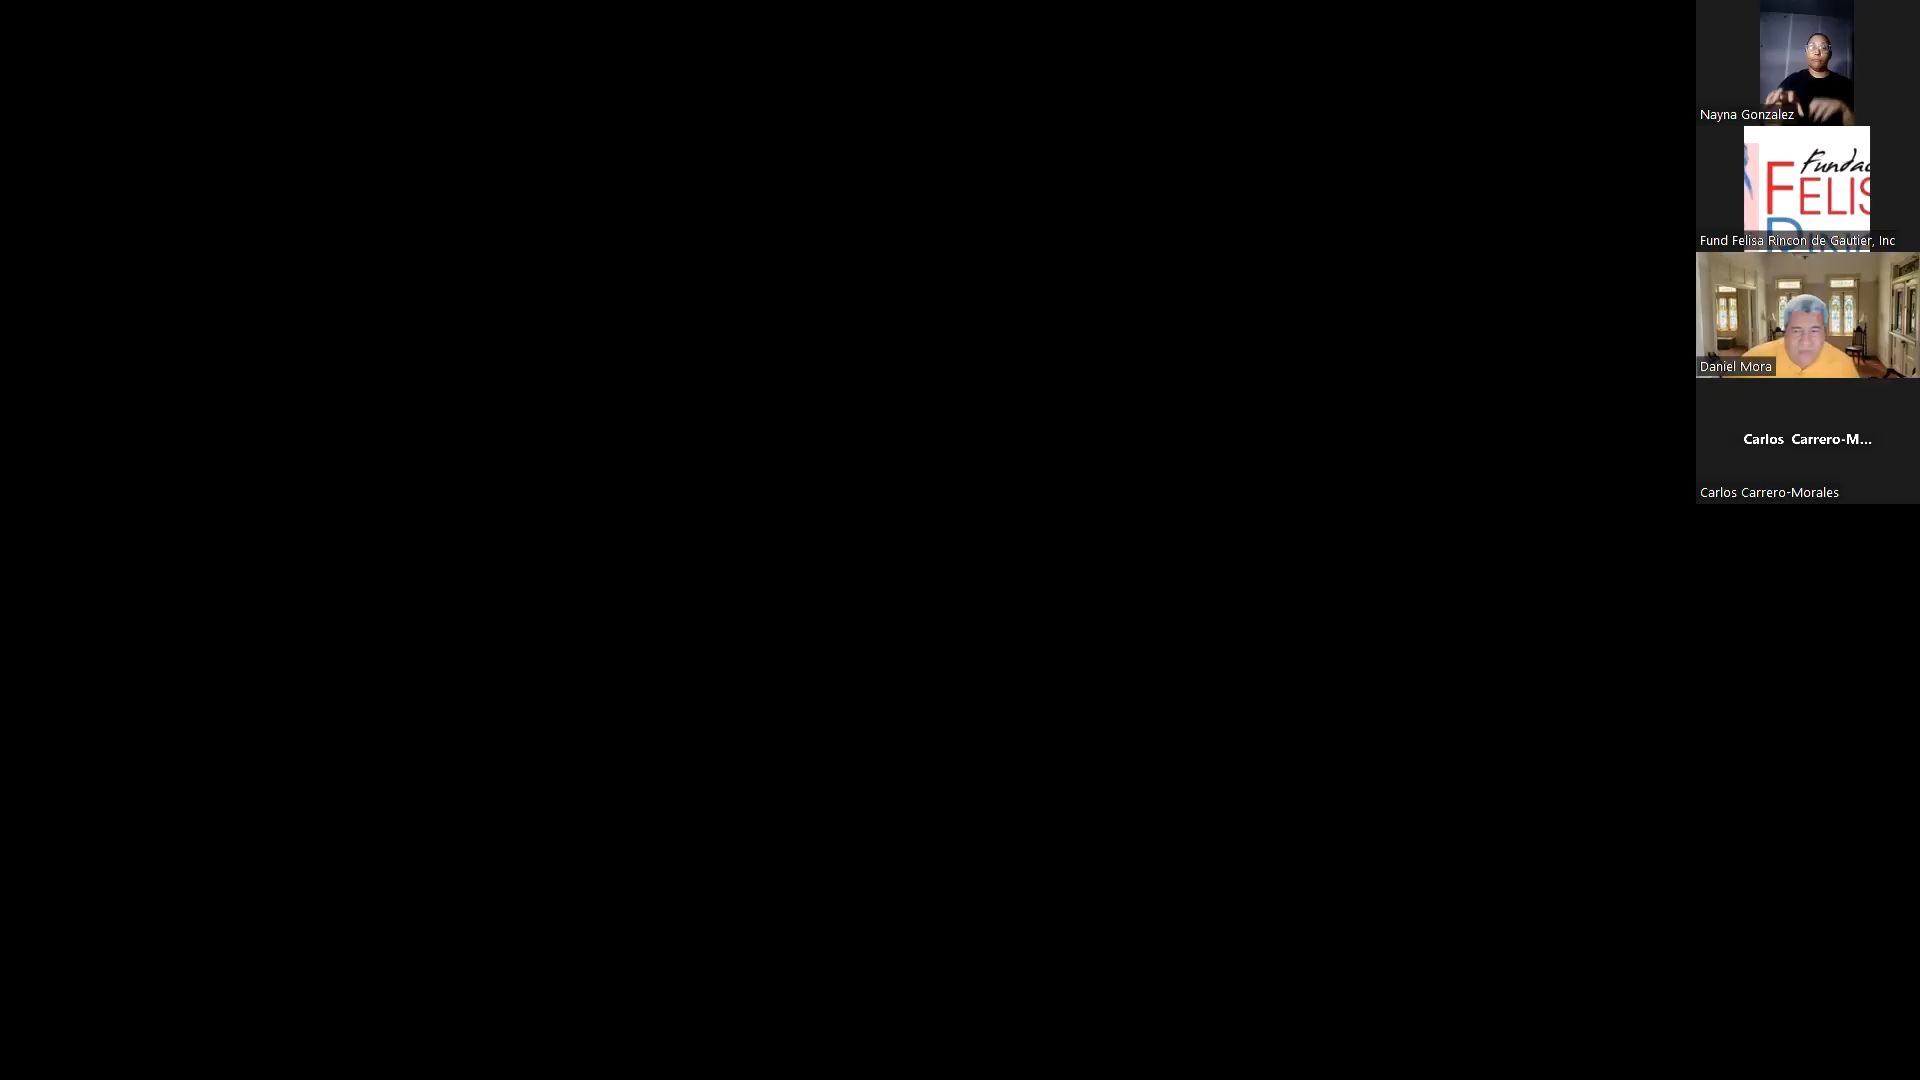 Nayna Gonzalez
Fundac
FELIS
Fund Felisa Rincon de Gautier, Inc
Daniel Mora
Carlos Carrero-M...
Carlos Carrero-Morales